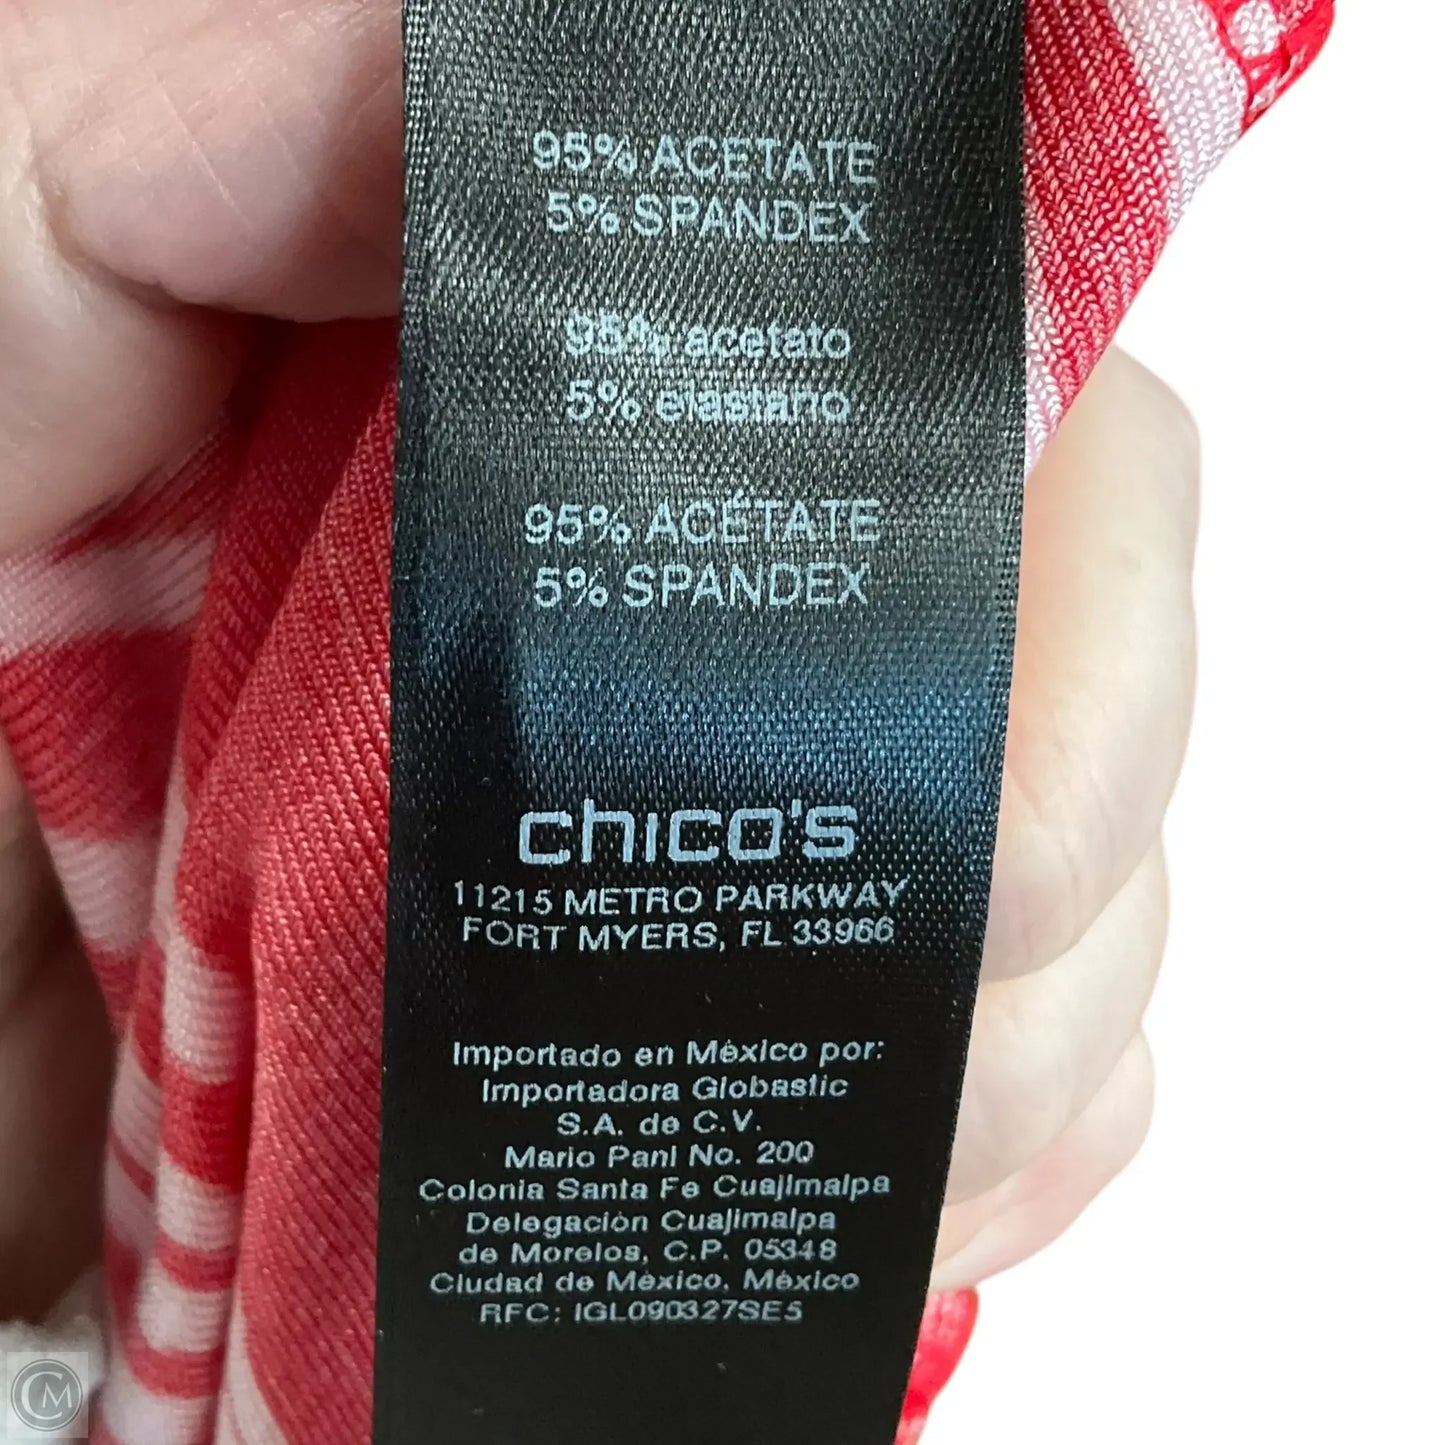 95% ACETATE
5% SPANDEX
95% acetato
5% elastano
95% ACÉTATE
5% SPANDEX
chico's
11215 METRO PARKWAY
FORT MYERS, FL 33966
Importado en México por:
Importadora Globastic
S.A. de C.V.
Mario Pani No. 200
Colonia Santa Fe Cuajimalpa
Delegación Cuajimalpa
de Morelos, C.P. 05348
Ciudad de México, México
RFC: IGL090327SE5
CM